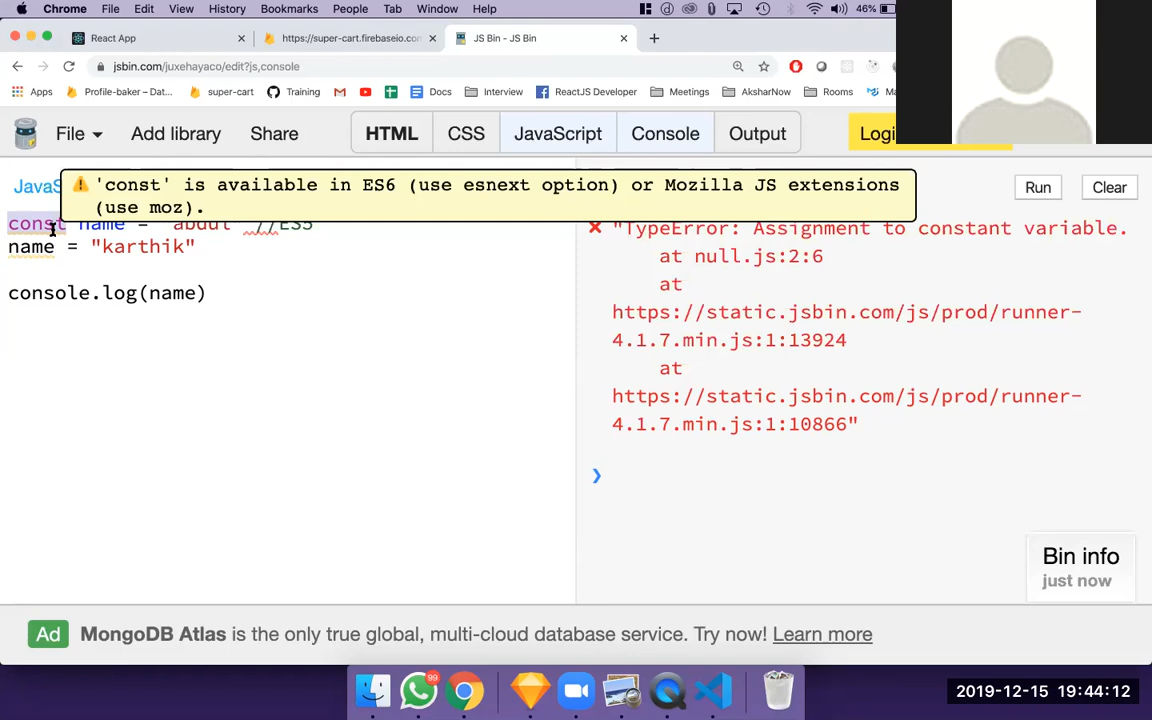 Chrome File Edit View History Bookmarks People Tab Window Help 46%
React App
https://super-cart.firebaseio.com
JS Bin - JS Bin
jsbin.com/juxehayaco/edit?js,console
Apps Profile-baker – Dat... super-cart Training Docs Interview ReactJS Developer Meetings AksharNow Rooms
File Add library Share HTML CSS JavaScript Console Output Logi
JavaS
'const' is available in ES6 (use esnext option) or Mozilla JS extensions
(use moz).
Run Clear
const name = "abdul" //ES5
name = "karthik"
console.log(name)
"TypeError: Assignment to constant variable.
at null.js:2:6
at
https://static.jsbin.com/js/prod/runner-
4.1.7.min.js:1:13924
at
https://static.jsbin.com/js/prod/runner-
4.1.7.min.js:1:10866"
Bin info
just now
Ad MongoDB Atlas is the only true global, multi-cloud database service. Try now! Learn more
99
2019-12-15 19:44:12